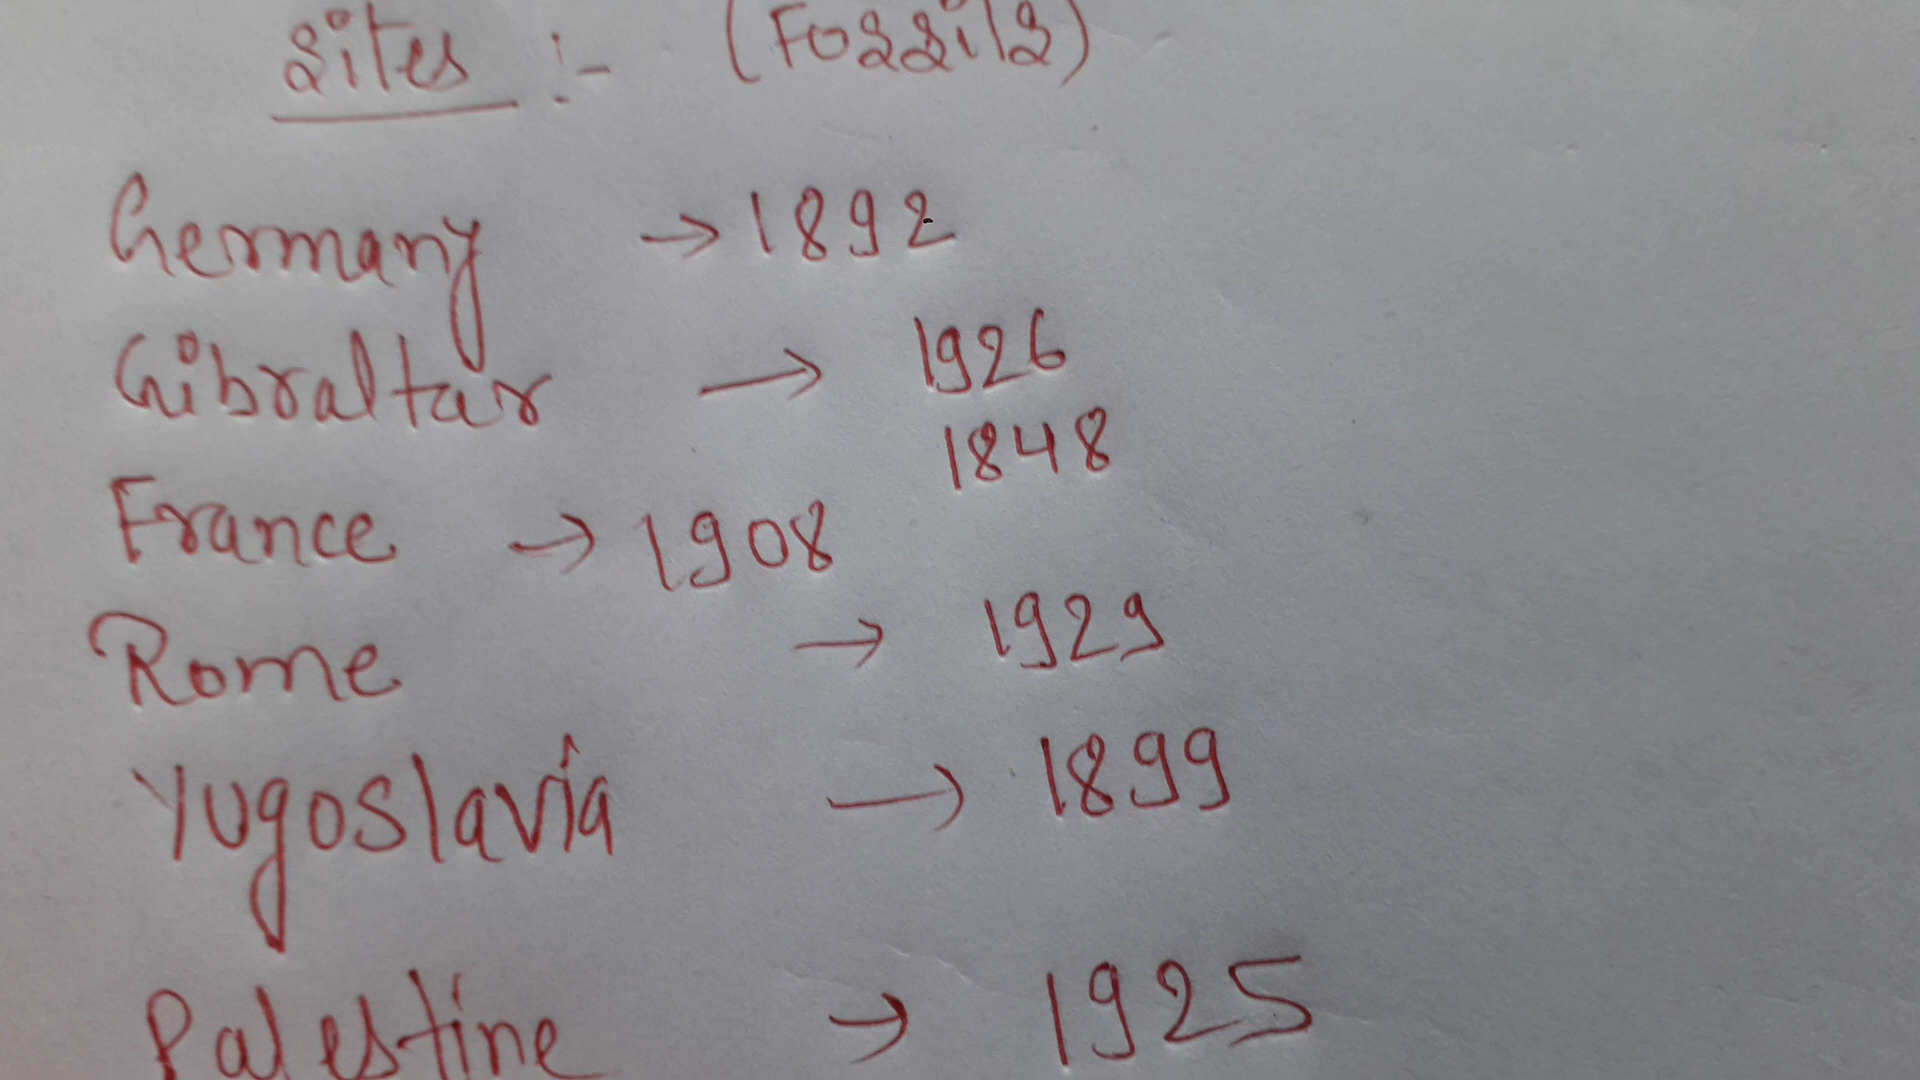 Sites :- (Fossils)
Germany → 1892
Gibraltar → 1926
1848
France → 1908
Rome → 1929
Yugoslavia → 1899
Palestine → 1925